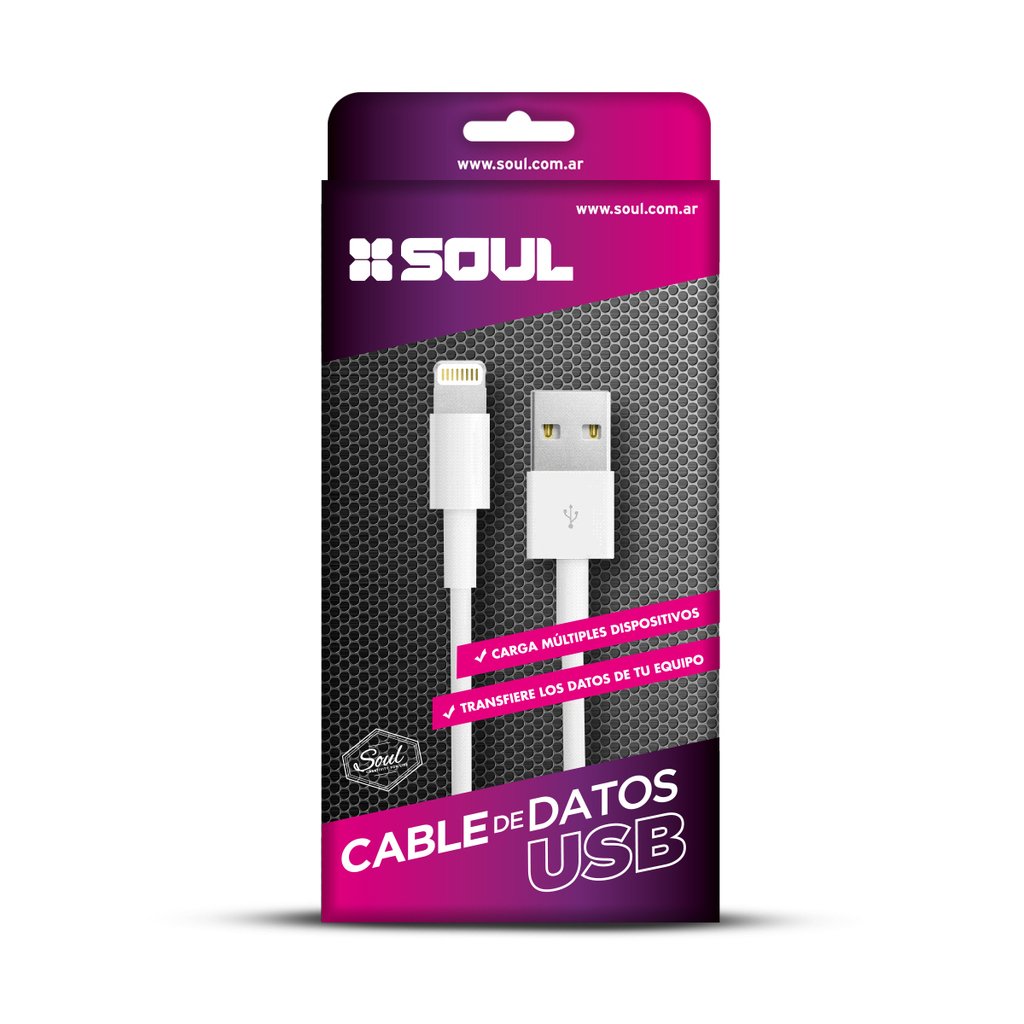 www.soul.com.ar
www.soul.com.ar
SOUL
✓ CARGA MÚLTIPLES DISPOSITIVOS
✓ TRANSFIERE LOS DATOS DE TU EQUIPO
Soul
CABLE DE DATOS
USB